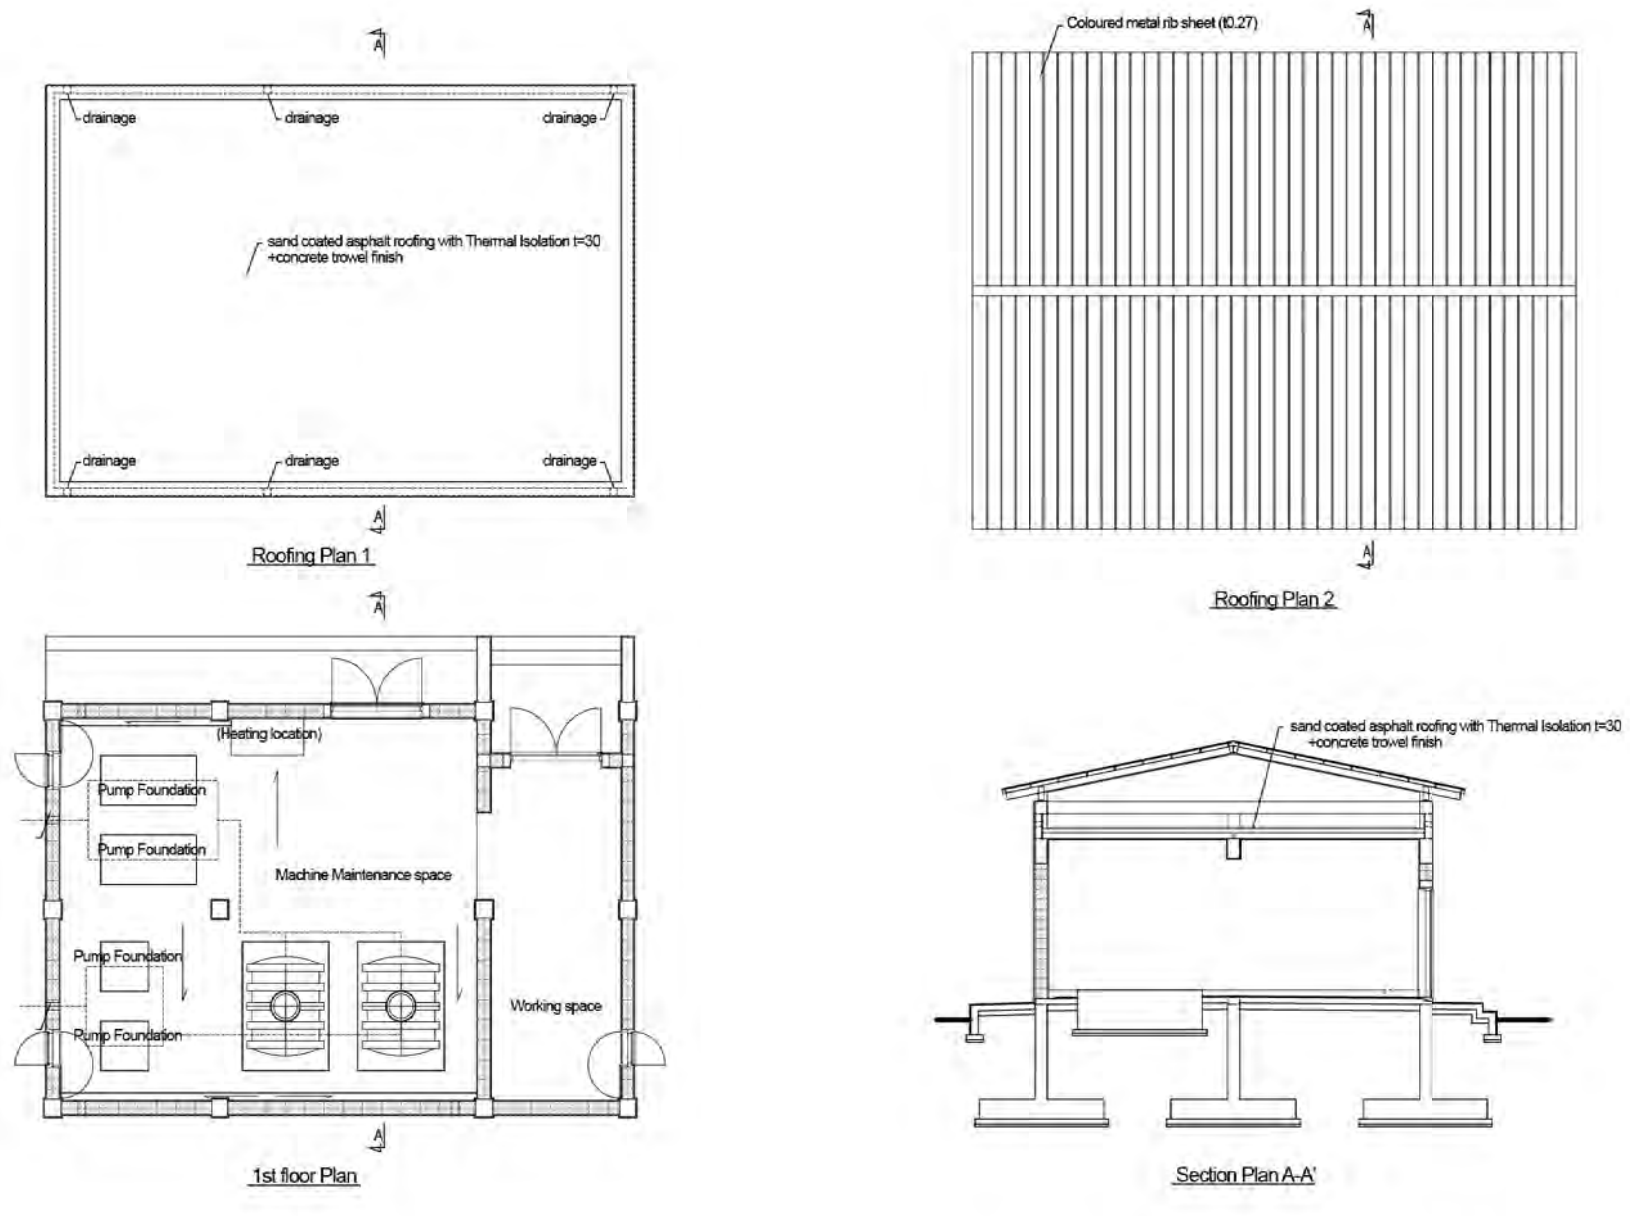 A
drainage
drainage
drainage
sand coated asphalt roofing with Thermal Isolation t=30
+concrete trowel finish
drainage
drainage
drainage
A
Roofing Plan 1
Coloured metal rib sheet (t0.27)
A
A
Roofing Plan 2
A
(Heating location)
Pump Foundation
Pump Foundation
Machine Maintenance space
Pump Foundation
Working space
Pump Foundation
A
1st floor Plan
sand coated asphalt roofing with Thermal Isolation t=30
+concrete trowel finish
Section Plan A-A'